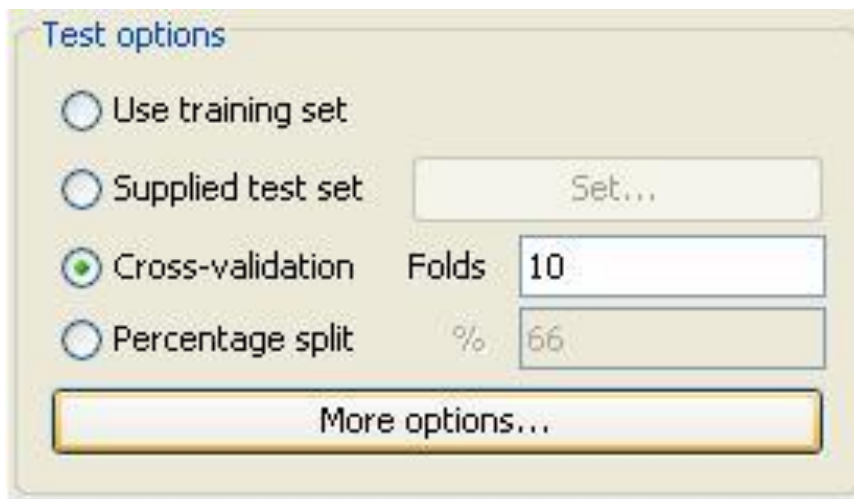 Test options
Use training set
Supplied test set Set...
Cross-validation Folds 10
Percentage split % 66
More options...